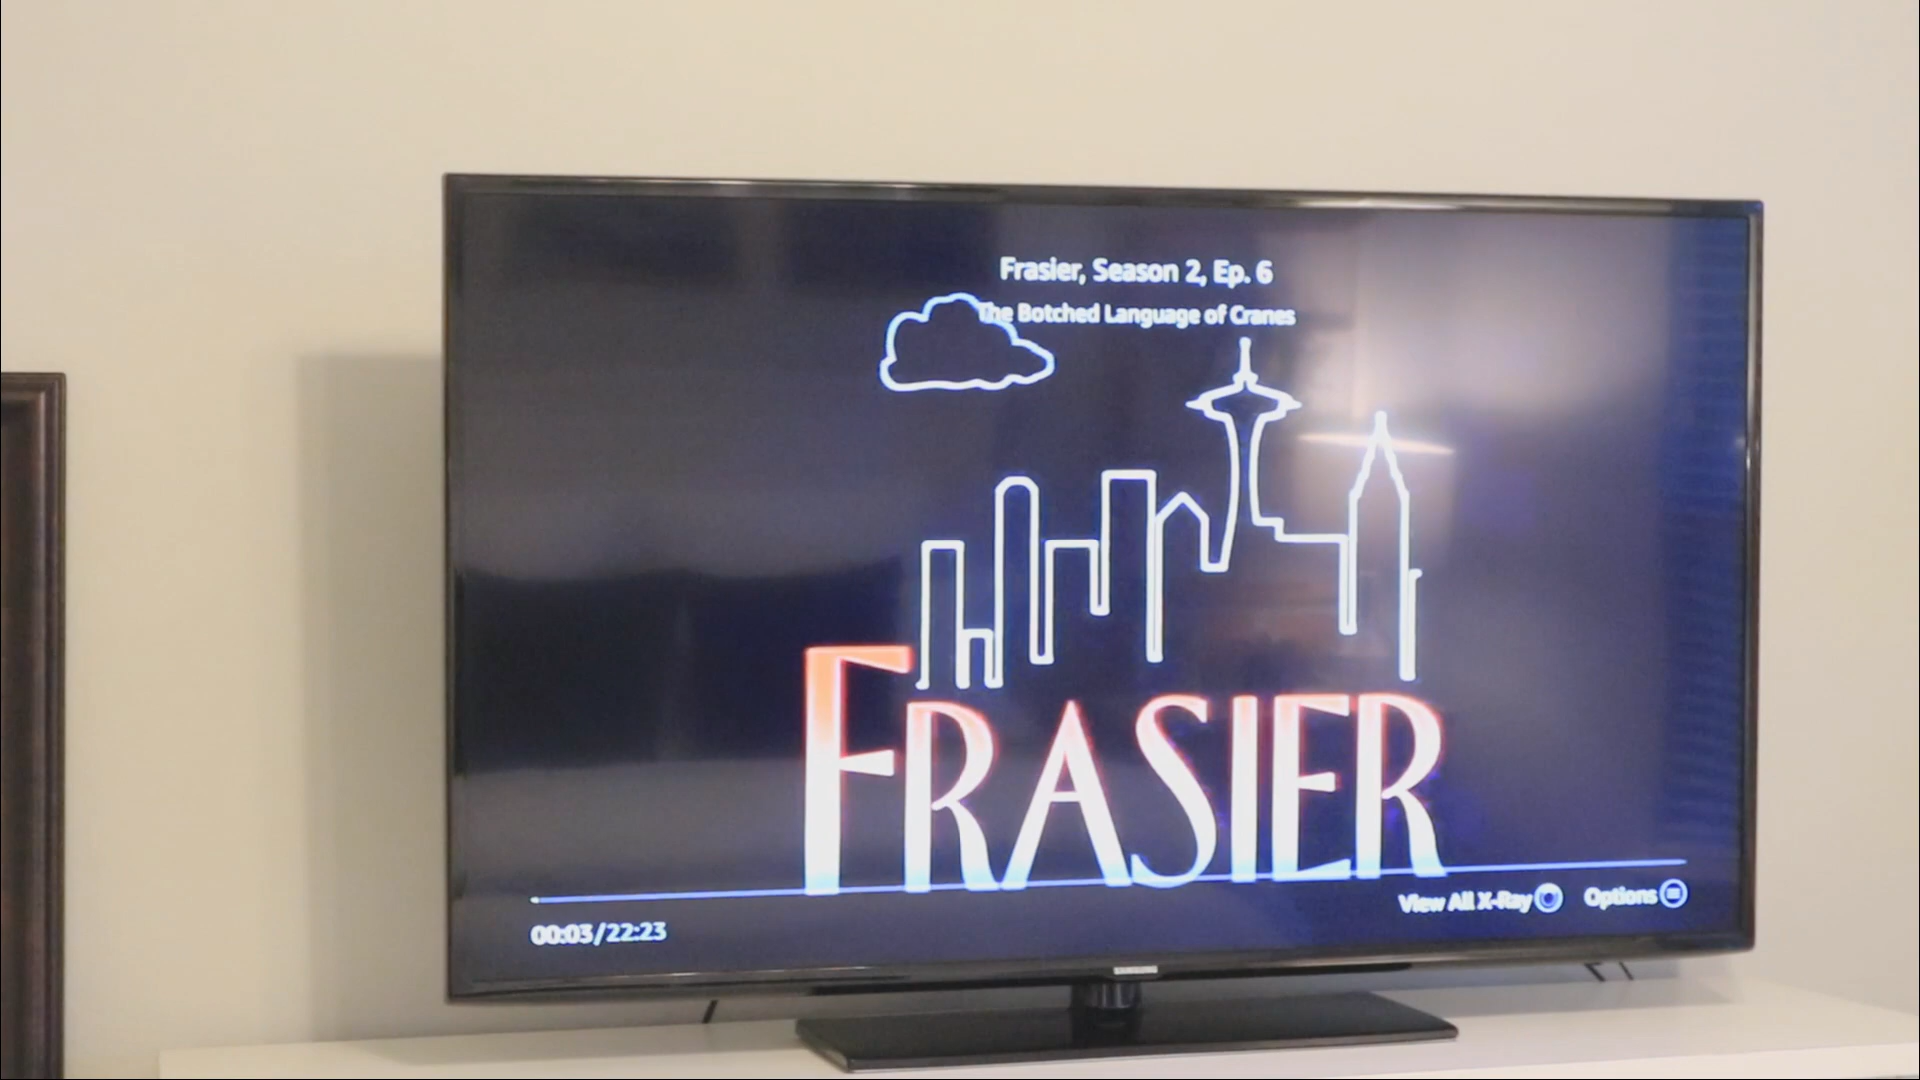 Frasier, Season 2, Ep. 6
The Botched Language of Cranes
FRASIER
View All X-Ray Options
00:03/22:23